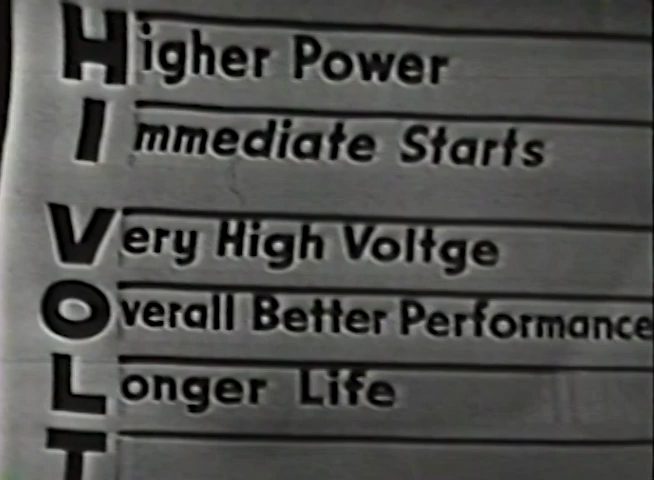 Higher Power
Immediate Starts
Very High Voltge
Overall Better Performance
Longer Life
T